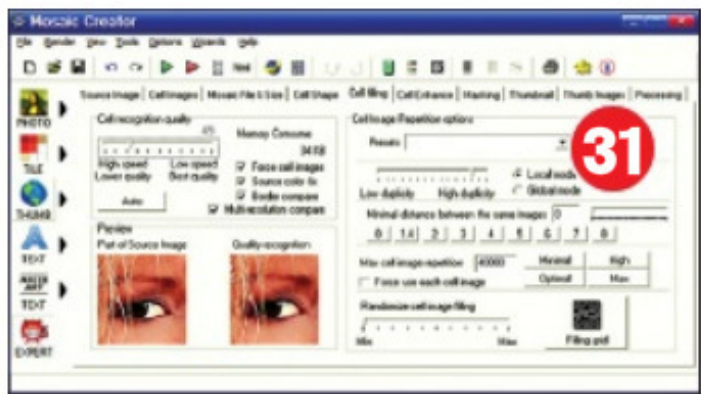 Mosaic Creator
File Render View Tools Options Wizards Help
Source Image Cell Images Mosaic File & Size Cell Shape Cell filling Cell Enhance Hashing Thumbnail Thumb Images Processing
PHOTO
TILE
THUMB
TEXT
TEXT
EXPERT
Cell recognition quality
High speed Low speed
Lower quality Best quality
Auto
Memory Consume
Force cell images
Source color fix
Border compare
Multiresolution compare
Preview
Part of Source Image Quality recognition
Cell Image Repetition options
Presets
31
Low duplicity High duplicity
Local mode
Global mode
Minimal distance between the same images 0
0 1.4 2 3 4 5 6 7 8
Max cell image repetition 40000 Minimal High
Force use each cell image Optimal Max
Randomize cell image filling
Min Max Filling grid